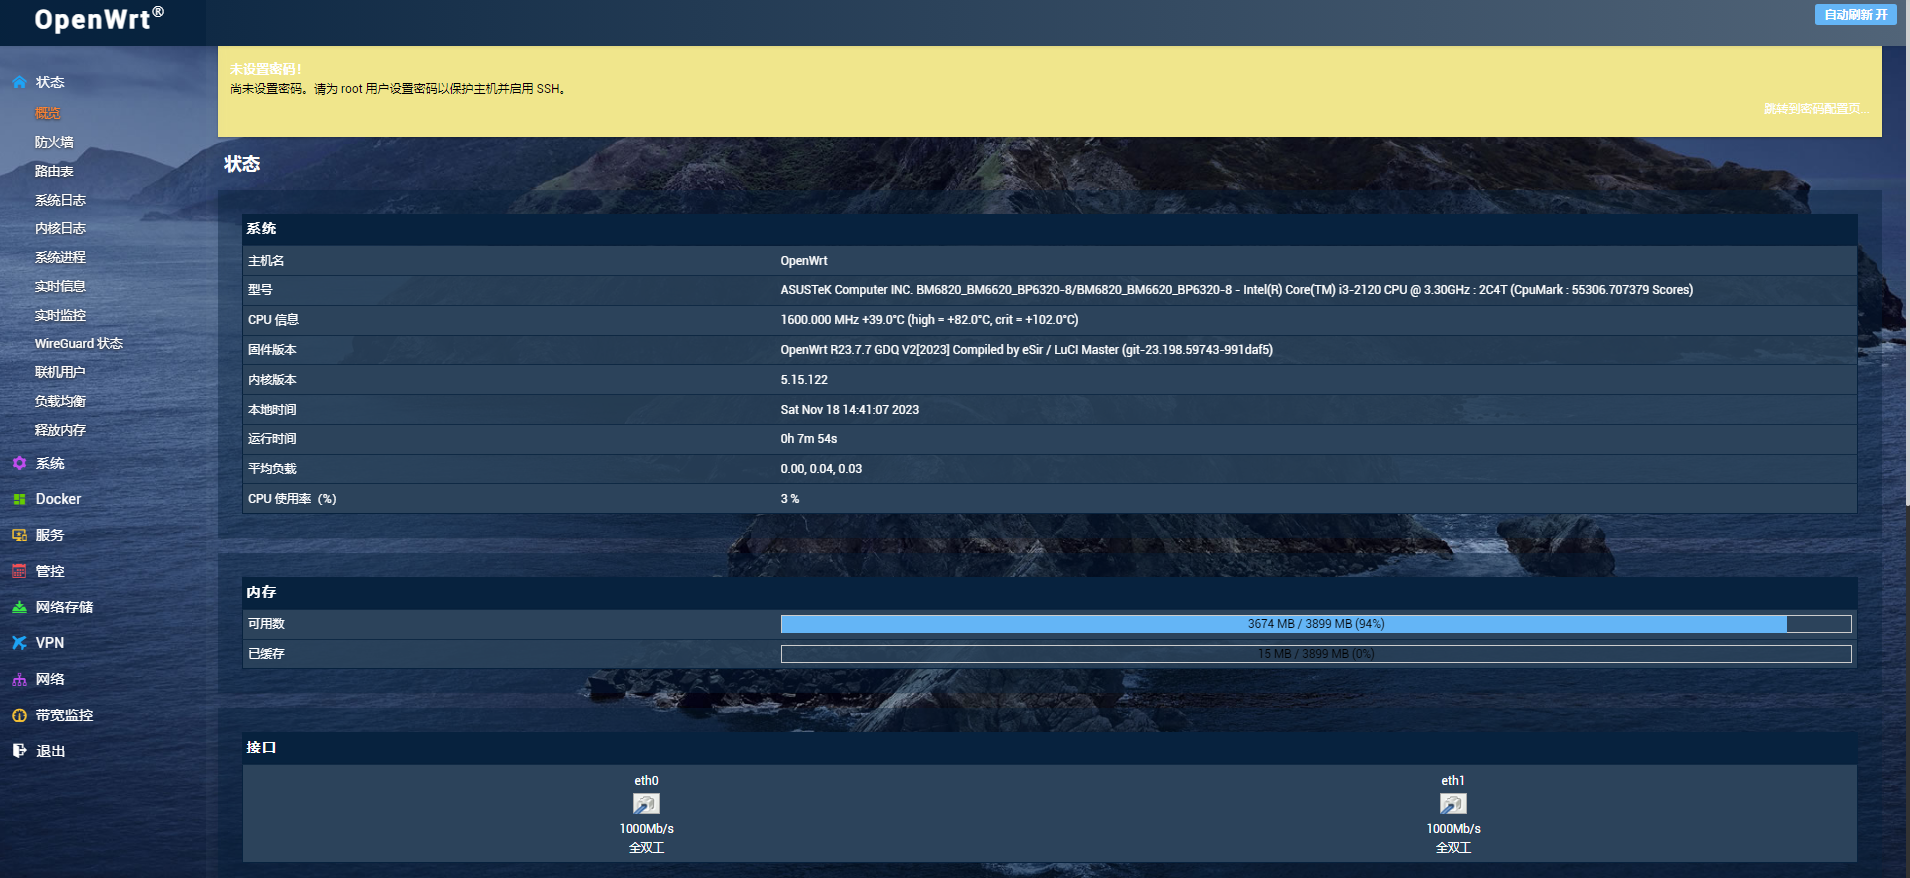 OpenWrt®
自动刷新 开
状态
概览
防火墙
路由表
系统日志
内核日志
系统进程
实时信息
实时监控
WireGuard 状态
联机用户
负载均衡
释放内存
系统
Docker
服务
管控
网络存储
VPN
网络
带宽监控
退出
未设置密码!
尚未设置密码。请为 root 用户设置密码以保护主机并启用 SSH。
跳转到密码配置页...
状态
系统
主机名 OpenWrt
型号 ASUSTeK Computer INC. BM6820_BM6620_BP6320-8/BM6820_BM6620_BP6320-8 - Intel(R) Core(TM) i3-2120 CPU @ 3.30GHz : 2C4T (CpuMark : 55306.707379 Scores)
CPU 信息 1600.000 MHz +39.0°C (high = +82.0°C, crit = +102.0°C)
固件版本 OpenWrt R23.7.7 GDQ V2[2023] Compiled by eSir / LuCI Master (git-23.198.59743-991daf5)
内核版本 5.15.122
本地时间 Sat Nov 18 14:41:07 2023
运行时间 0h 7m 54s
平均负载 0.00, 0.04, 0.03
CPU 使用率（%） 3 %
内存
可用数 3674 MB / 3899 MB (94%)
已缓存 15 MB / 3899 MB (0%)
接口
eth0 eth1
1000Mb/s 1000Mb/s
全双工 全双工